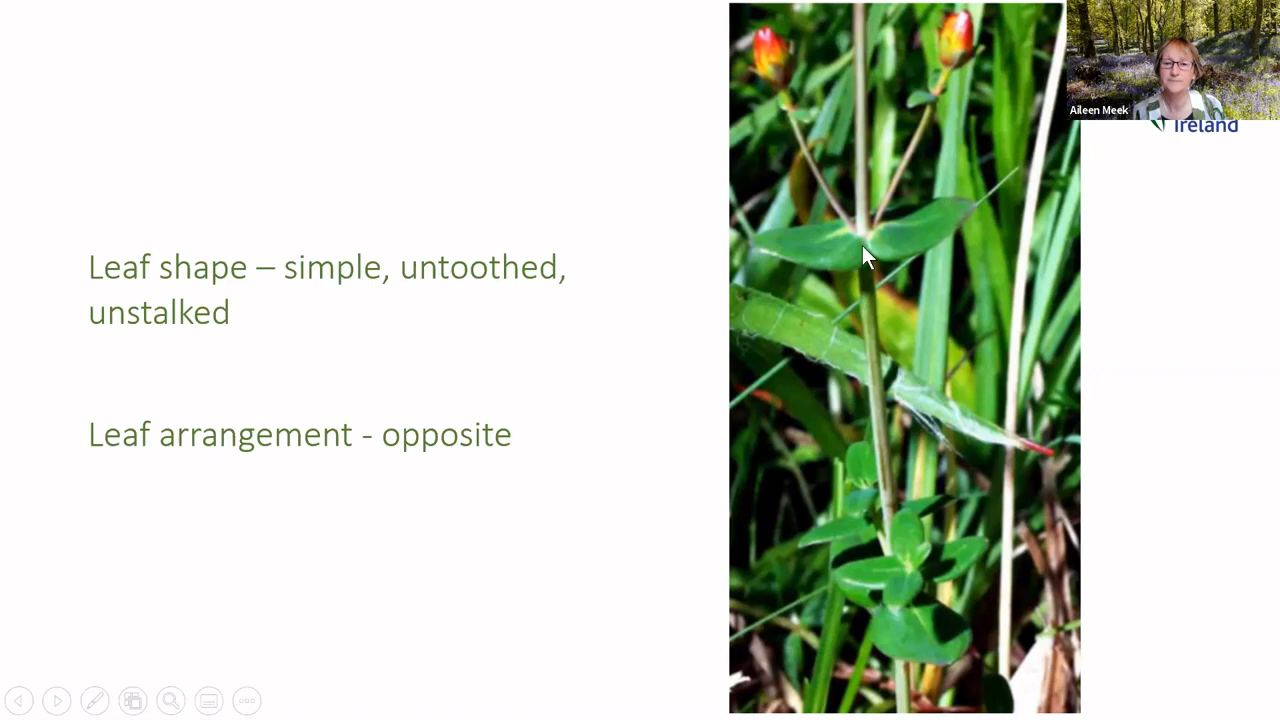 Aileen Meek
Ireland
Leaf shape – simple, untoothed,
unstalked
Leaf arrangement - opposite